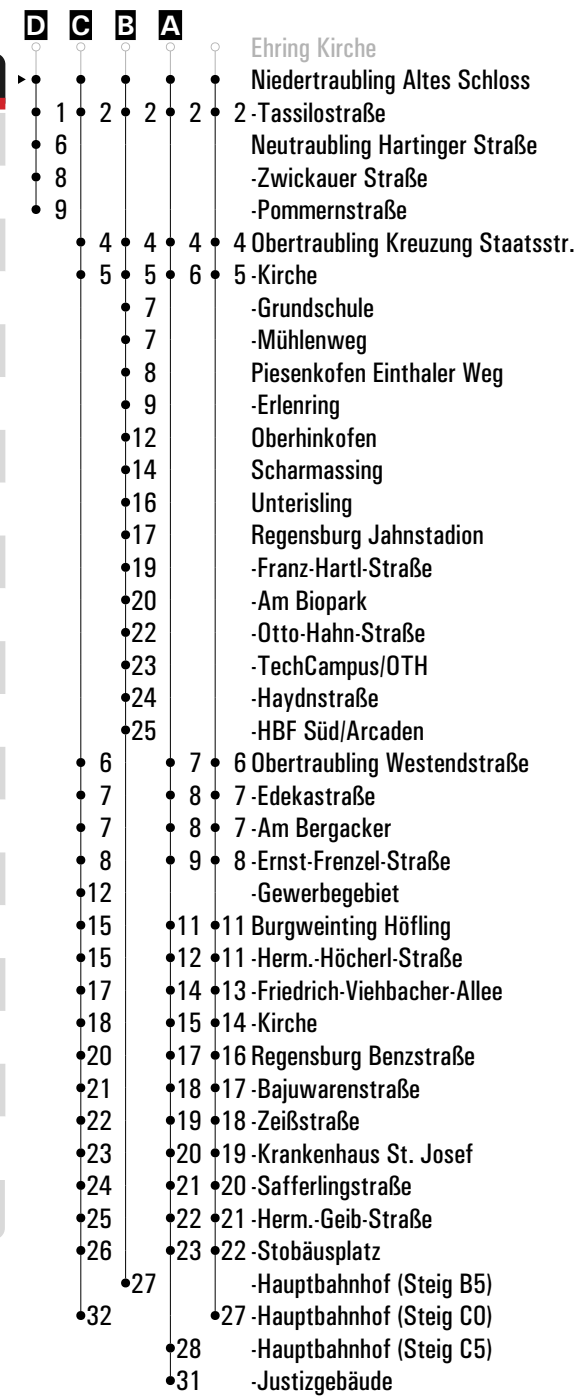 D C B A
Ehring Kirche
Niedertraubling Altes Schloss
1 2 2 2 2 -Tassilostraße
6 Neutraubling Hartinger Straße
8 -Zwickauer Straße
9 -Pommernstraße
4 4 4 4 Obertraubling Kreuzung Staatsstr.
5 5 6 5 -Kirche
7 -Grundschule
7 -Mühlenweg
8 Piesenkofen Einthaler Weg
9 -Erlenring
12 Oberhinkofen
14 Scharmassing
16 Unterisling
17 Regensburg Jahnstadion
19 -Franz-Hartl-Straße
20 -Am Biopark
22 -Otto-Hahn-Straße
23 -TechCampus/OTH
24 -Haydnstraße
25 -HBF Süd/Arcaden
6 7 6 Obertraubling Westendstraße
7 8 7 -Edekastraße
7 8 7 -Am Bergacker
8 9 8 -Ernst-Frenzel-Straße
12 -Gewerbegebiet
15 11 11 Burgweinting Höfling
15 12 11 -Herm.-Höcherl-Straße
17 14 13 -Friedrich-Viehbacher-Allee
18 15 14 -Kirche
20 17 16 Regensburg Benzstraße
21 18 17 -Bajuwarenstraße
22 19 18 -Zeißstraße
23 20 19 -Krankenhaus St. Josef
24 21 20 -Safferlingstraße
25 22 21 -Herm.-Geib-Straße
26 23 22 -Stobäusplatz
27 -Hauptbahnhof (Steig B5)
32 27 -Hauptbahnhof (Steig C0)
28 -Hauptbahnhof (Steig C5)
31 -Justizgebäude